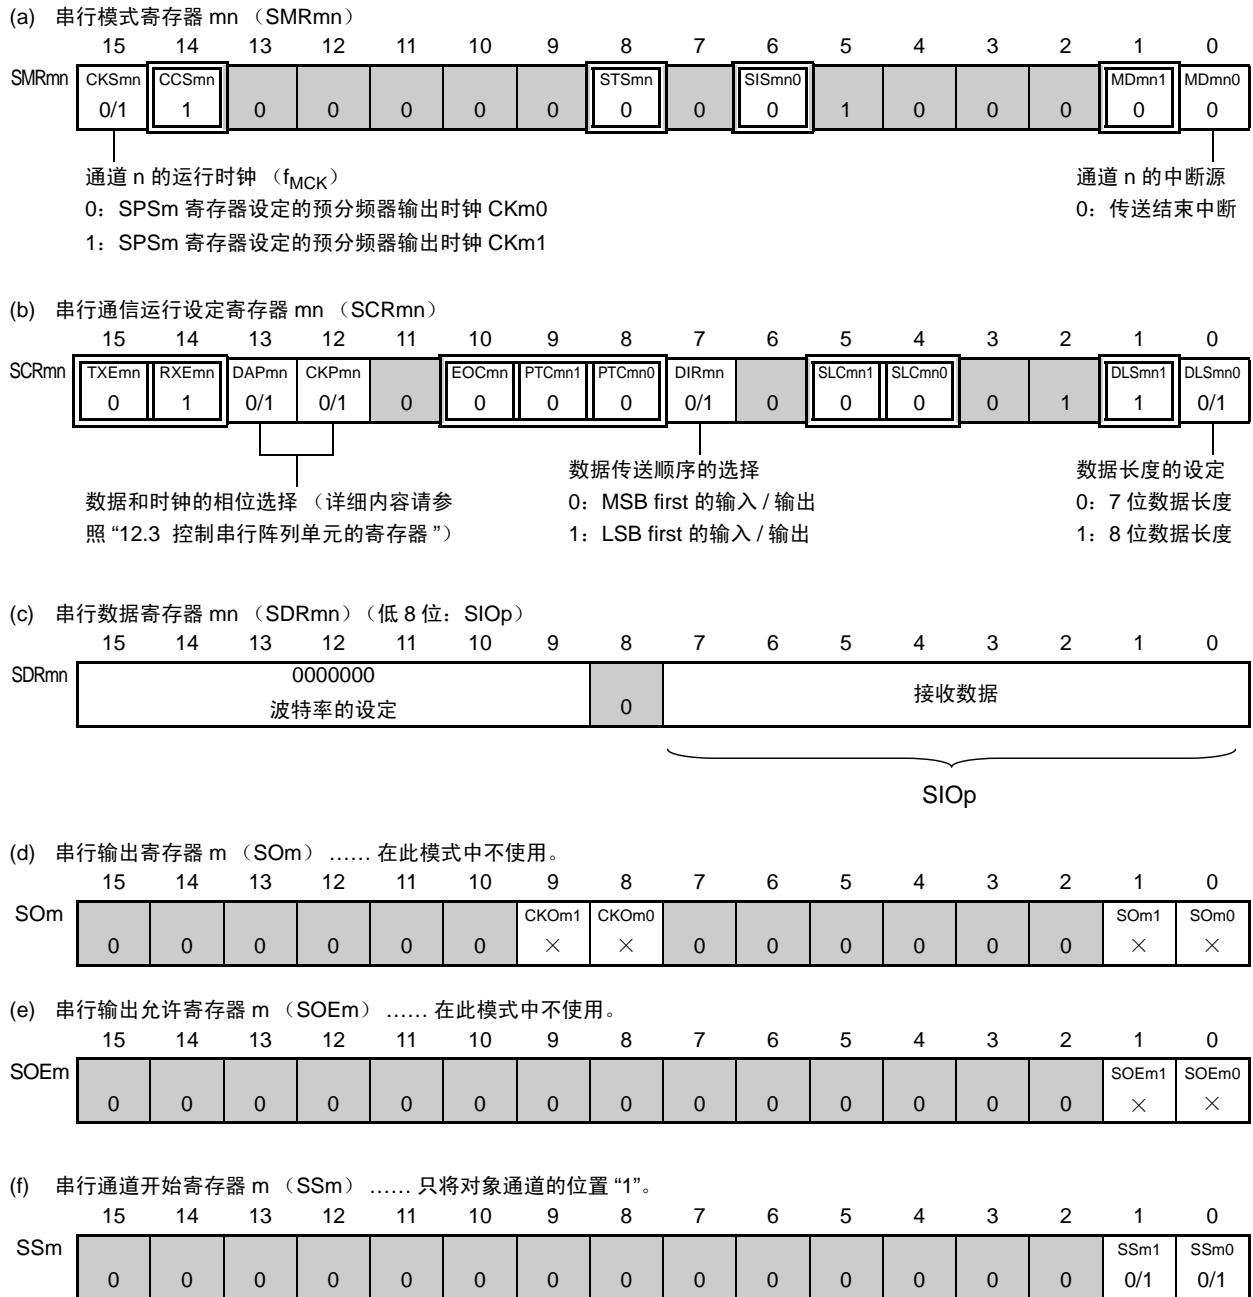 (a) 串行模式寄存器 mn （SMRmn）
15 14 13 12 11 10 9 8 7 6 5 4 3 2 1 0
SMRmn CKSmn CCSmn STSmn SISmn0 MDmn1 MDmn0
0/1 1 0 0 0 0 0 0 0 0 1 0 0 0 0 0
通道 n 的运行时钟 （fMCK） 通道 n 的中断源
0：SPSm 寄存器设定的预分频器输出时钟 CKm0 0：传送结束中断
1：SPSm 寄存器设定的预分频器输出时钟 CKm1
(b) 串行通信运行设定寄存器 mn （SCRmn）
15 14 13 12 11 10 9 8 7 6 5 4 3 2 1 0
SCRmn TXEmn RXEmn DAPmn CKPmn EOCmn PTCmn1 PTCmn0 DIRmn SLCmn1 SLCmn0 DLSmn1 DLSmn0
0 1 0/1 0/1 0 0 0 0 0/1 0 0 0 0 1 1 0/1
数据传送顺序的选择 数据长度的设定
数据和时钟的相位选择 （详细内容请参 0：MSB first 的输入 / 输出 0：7 位数据长度
照 “12.3 控制串行阵列单元的寄存器 ”） 1：LSB first 的输入 / 输出 1：8 位数据长度
(c) 串行数据寄存器 mn （SDRmn）（低 8 位：SIOp）
15 14 13 12 11 10 9 8 7 6 5 4 3 2 1 0
SDRmn 0000000
波特率的设定 0 接收数据
SIOp
(d) 串行输出寄存器 m （SOm） …… 在此模式中不使用。
15 14 13 12 11 10 9 8 7 6 5 4 3 2 1 0
SOm CKOm1 CKOm0 SOm1 SOm0
0 0 0 0 0 0 × × 0 0 0 0 0 0 × ×
(e) 串行输出允许寄存器 m （SOEm） …… 在此模式中不使用。
15 14 13 12 11 10 9 8 7 6 5 4 3 2 1 0
SOEm SOEm1 SOEm0
0 0 0 0 0 0 0 0 0 0 0 0 0 0 × ×
(f) 串行通道开始寄存器 m （SSm） …… 只将对象通道的位置 “1”。
15 14 13 12 11 10 9 8 7 6 5 4 3 2 1 0
SSm SSm1 SSm0
0 0 0 0 0 0 0 0 0 0 0 0 0 0 0/1 0/1